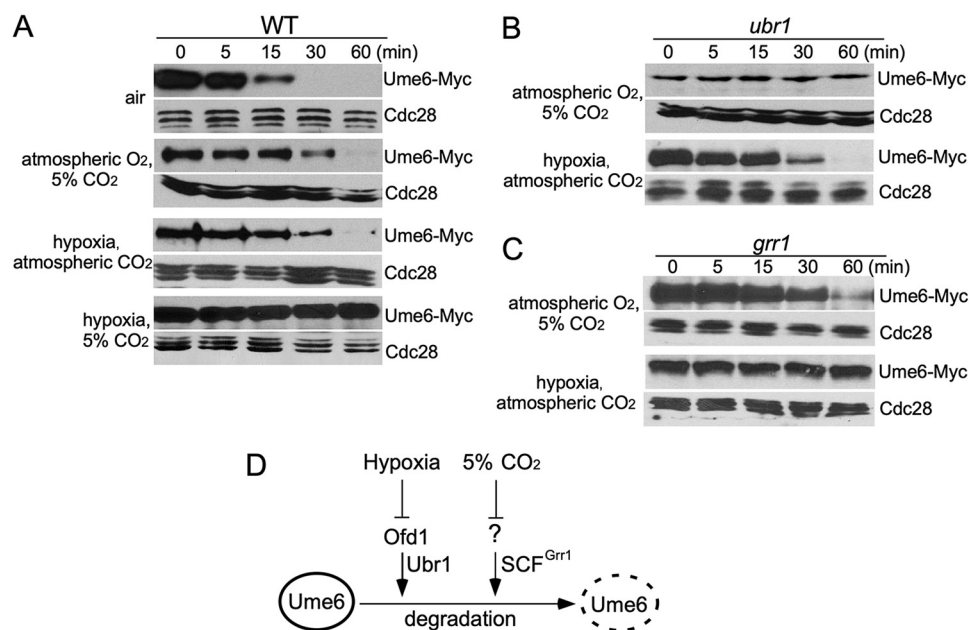 A
WT
0 5 15 30 60 (min)
air
Ume6-Myc
Cdc28
atmospheric O2,
5% CO2
Ume6-Myc
Cdc28
hypoxia,
atmospheric CO2
Ume6-Myc
Cdc28
hypoxia,
5% CO2
Ume6-Myc
Cdc28
B
ubr1
0 5 15 30 60 (min)
atmospheric O2,
5% CO2
Ume6-Myc
Cdc28
hypoxia,
atmospheric CO2
Ume6-Myc
Cdc28
C
grr1
0 5 15 30 60 (min)
atmospheric O2,
5% CO2
Ume6-Myc
Cdc28
hypoxia,
atmospheric CO2
Ume6-Myc
Cdc28
D
Hypoxia 5% CO2
Ofd1 ?
Ubr1 SCFGrr1
Ume6 degradation Ume6